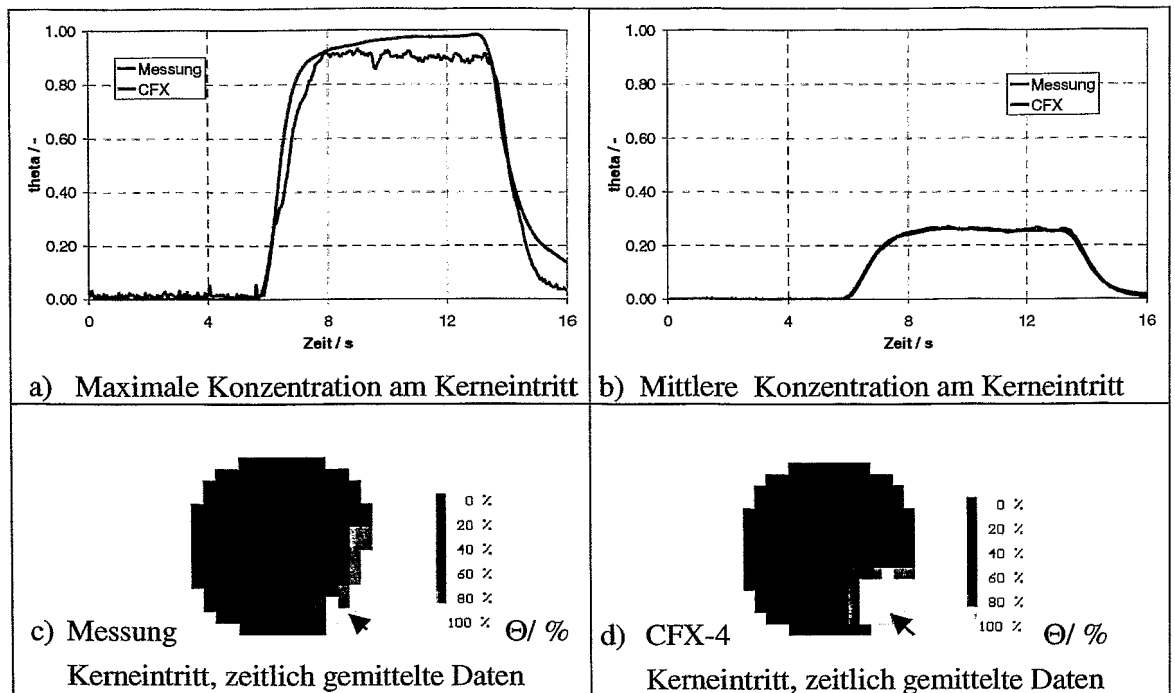 1.00
0.80
0.60
0.40
0.20
0.00
theta / -
Messung
CFX
0 4 8 12 16
Zeit / s
a) Maximale Konzentration am Kerneintritt
1.00
0.80
0.60
0.40
0.20
0.00
theta / -
Messung
CFX
0 4 8 12 16
Zeit / s
b) Mittlere Konzentration am Kerneintritt
0 %
20 %
40 %
60 %
80 %
100 %
c) Messung Θ/ %
Kerneintritt, zeitlich gemittelte Daten
0 %
20 %
40 %
60 %
80 %
100 %
d) CFX-4 Θ/ %
Kerneintritt, zeitlich gemittelte Daten